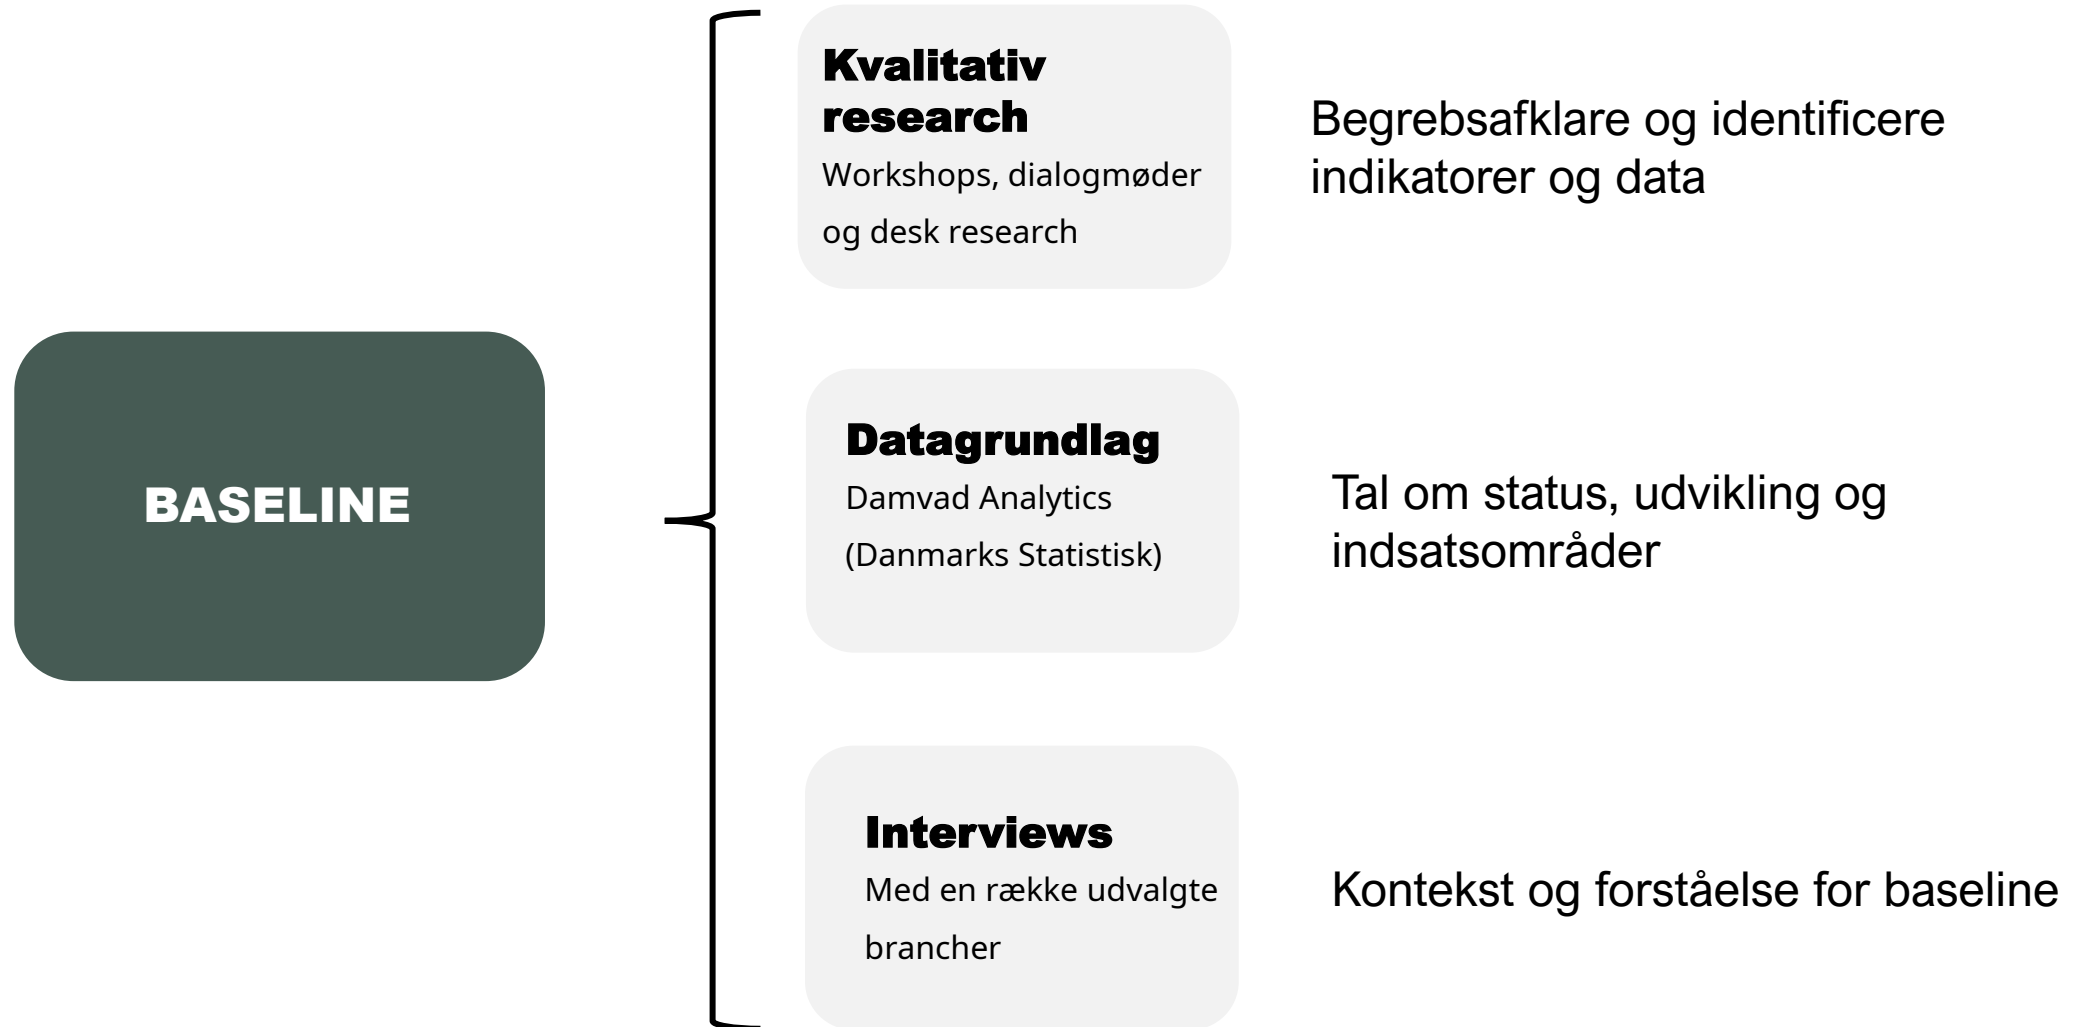 BASELINE
Kvalitativ
research
Workshops, dialogmøder
og desk research
Begrebsafklare og identificere
indikatorer og data
Datagrundlag
Damvad Analytics
(Danmarks Statistisk)
Tal om status, udvikling og
indsatsområder
Interviews
Med en række udvalgte
brancher
Kontekst og forståelse for baseline